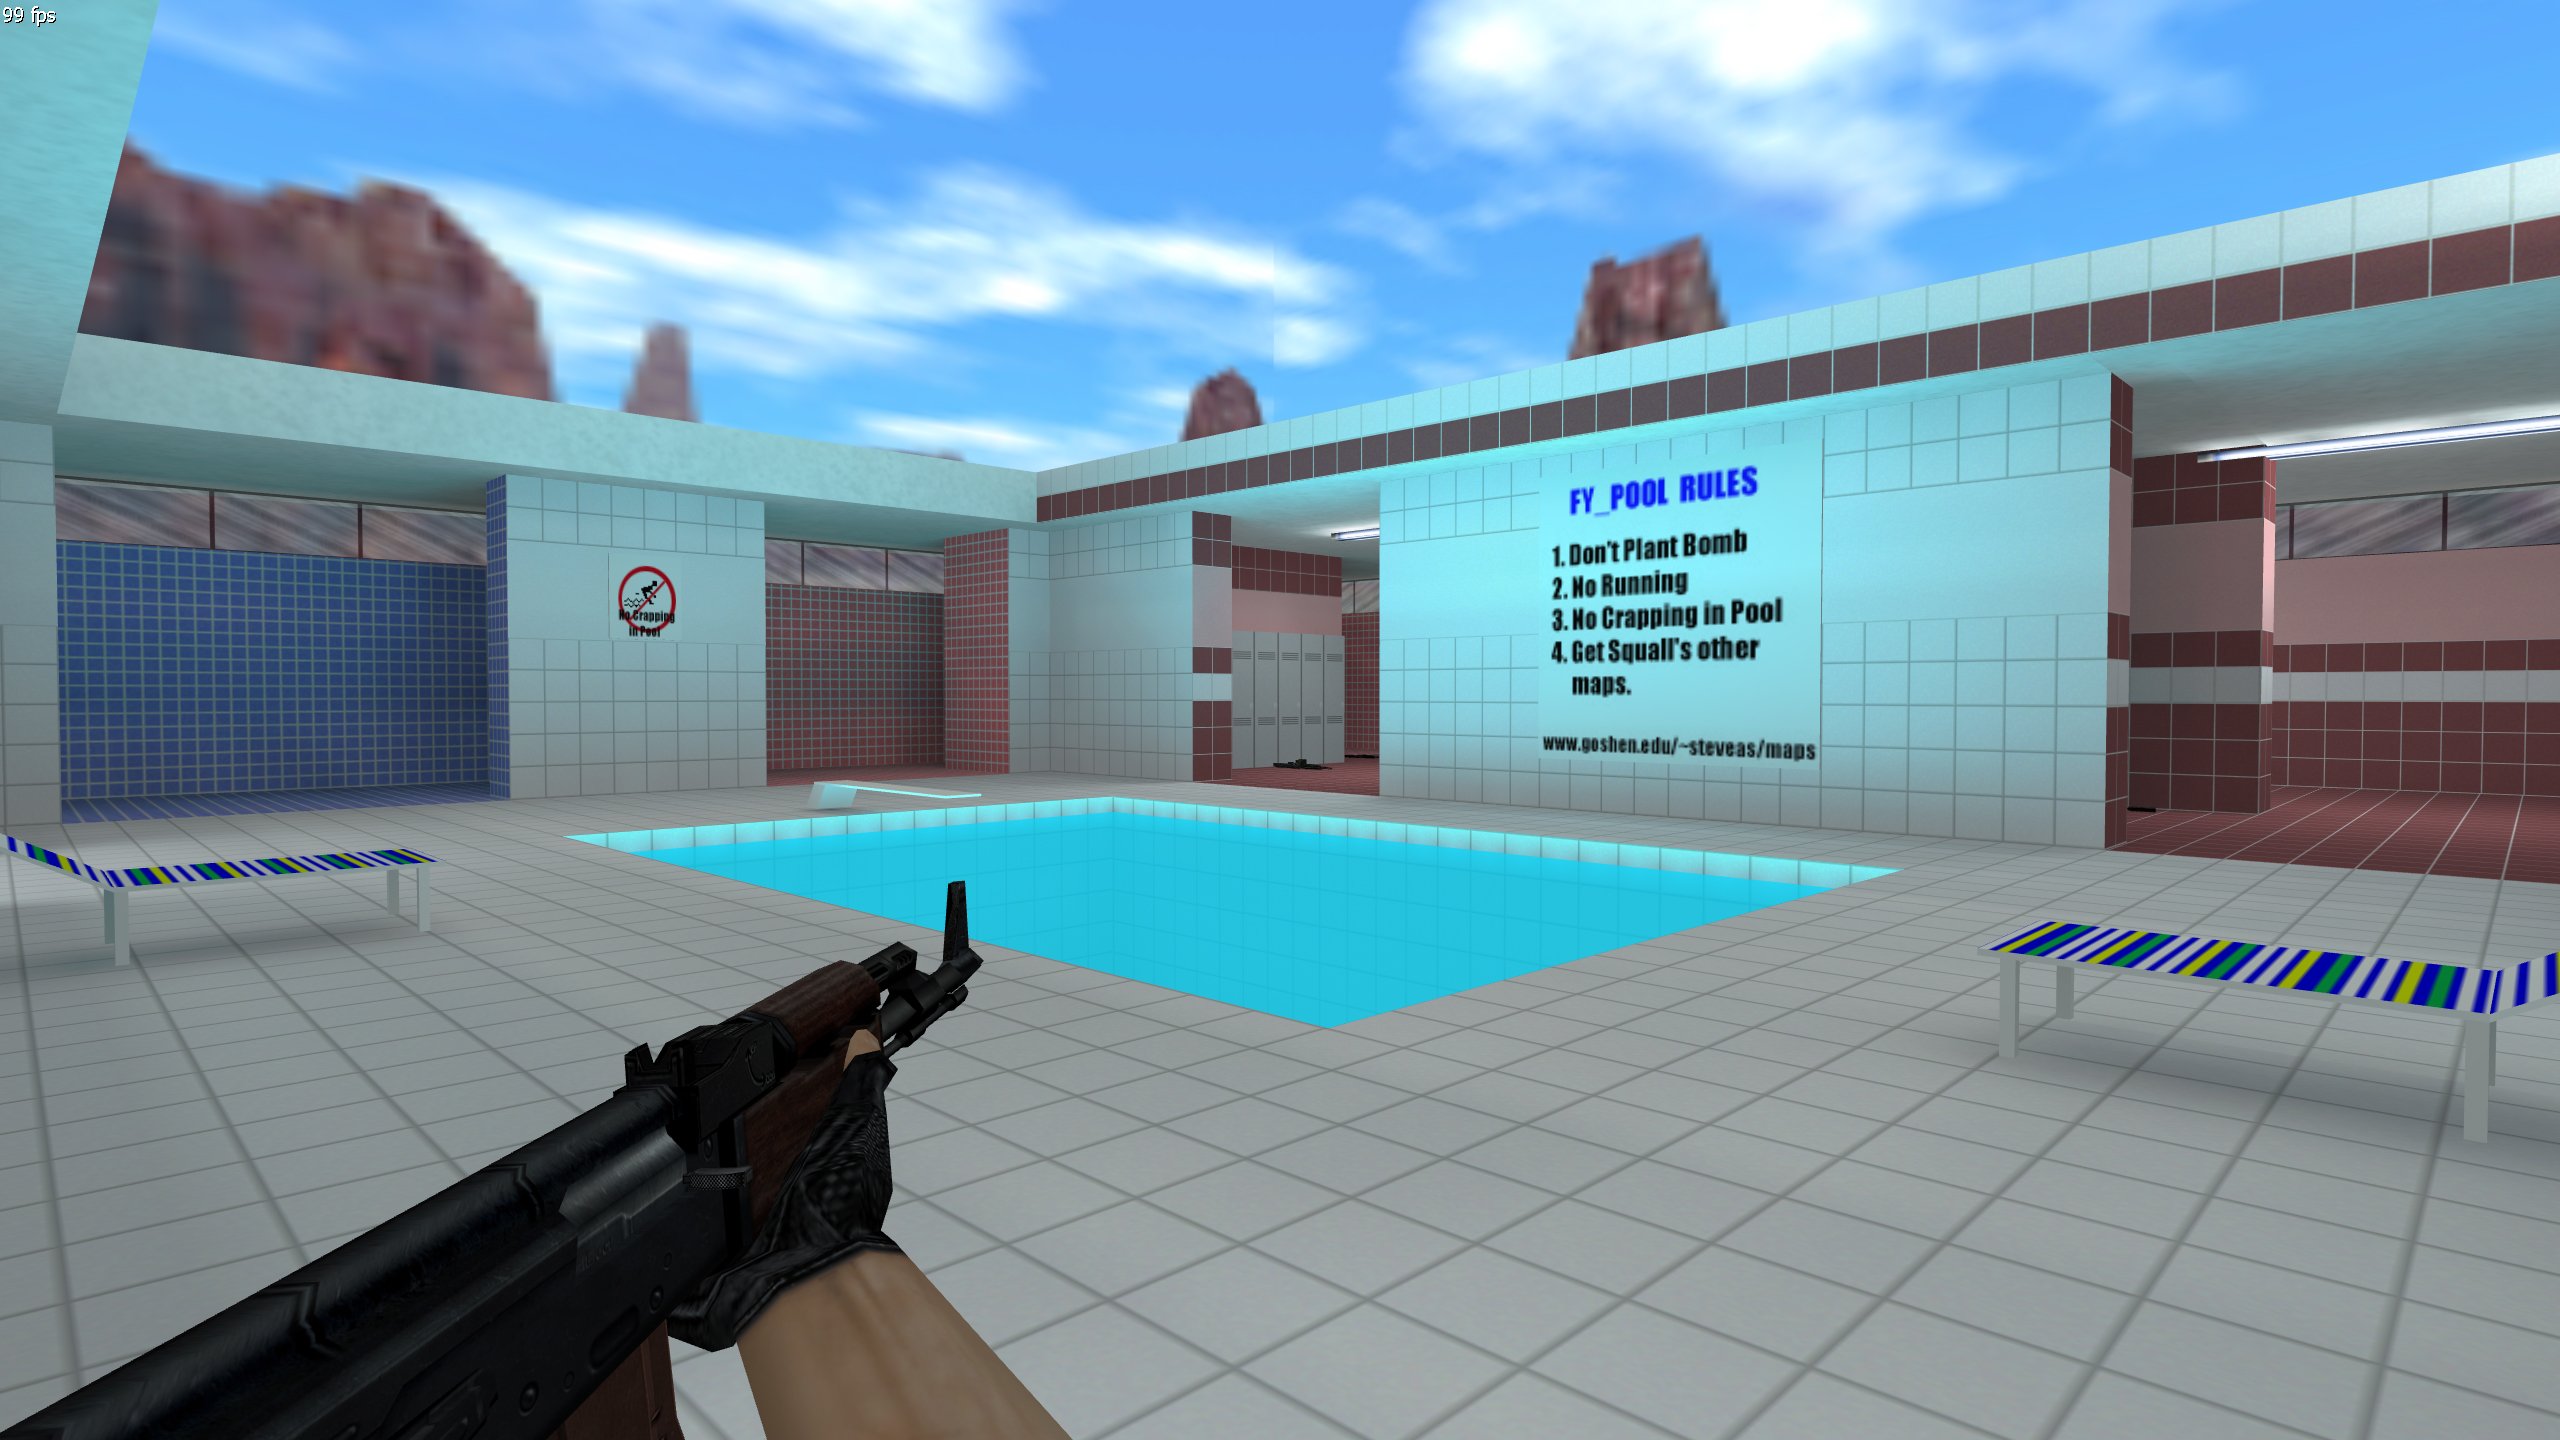 99 fps
No Crapping
in Pool
FY_POOL RULES
1. Don't Plant Bomb
2. No Running
3. No Crapping in Pool
4. Get Squall's other
maps.
www.goshen.edu/~steveas/maps